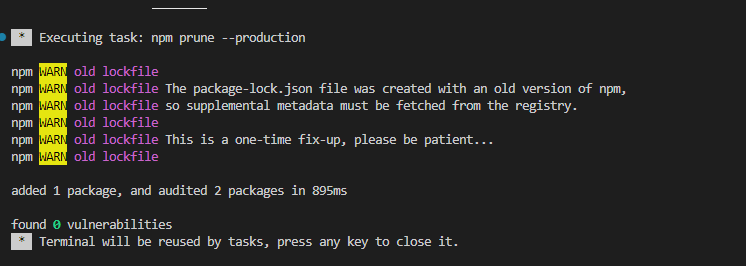 * Executing task: npm prune --production
npm WARN old lockfile
npm WARN old lockfile The package-lock.json file was created with an old version of npm,
npm WARN old lockfile so supplemental metadata must be fetched from the registry.
npm WARN old lockfile
npm WARN old lockfile This is a one-time fix-up, please be patient...
npm WARN old lockfile
added 1 package, and audited 2 packages in 895ms
found 0 vulnerabilities
* Terminal will be reused by tasks, press any key to close it.